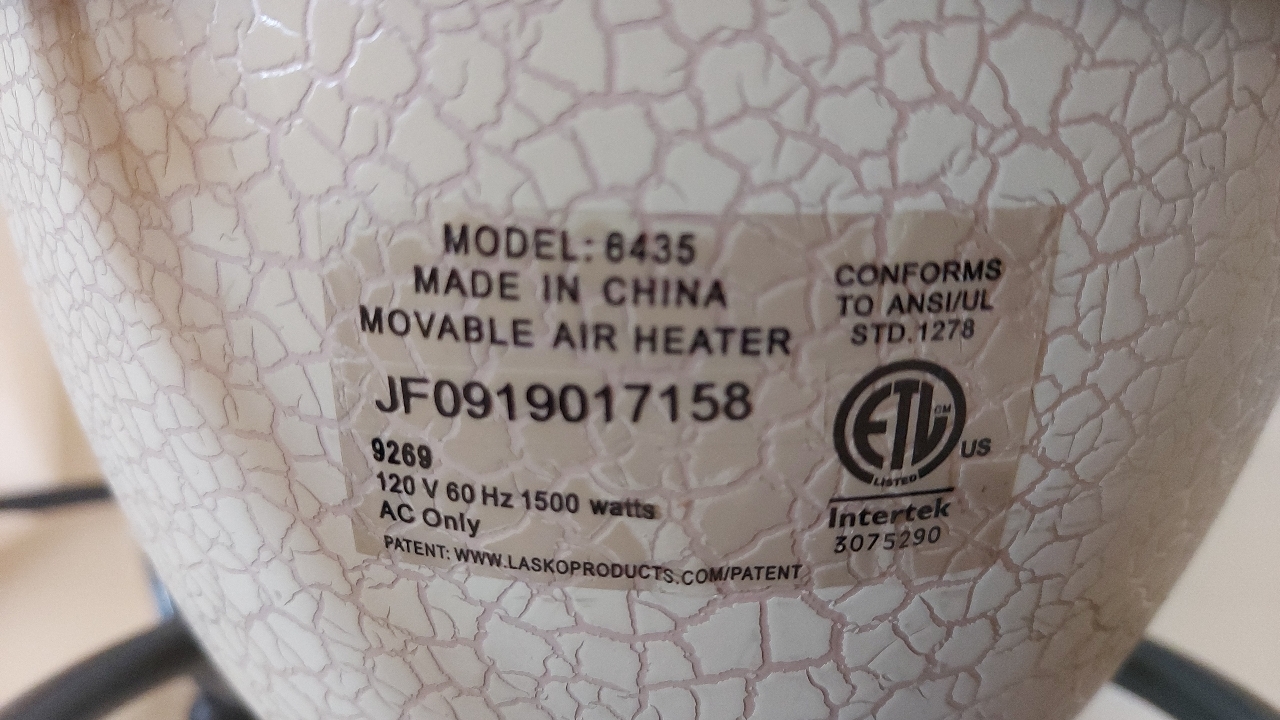 MODEL: 6435
MADE IN CHINA
MOVABLE AIR HEATER
JF0919017158
9269
120 V 60 Hz 1500 watts
AC Only
PATENT: WWW.LASKOPRODUCTS.COM/PATENT
CONFORMS
TO ANSI/UL
STD.1278
ETL CM
US
LISTED
Intertek
3075290